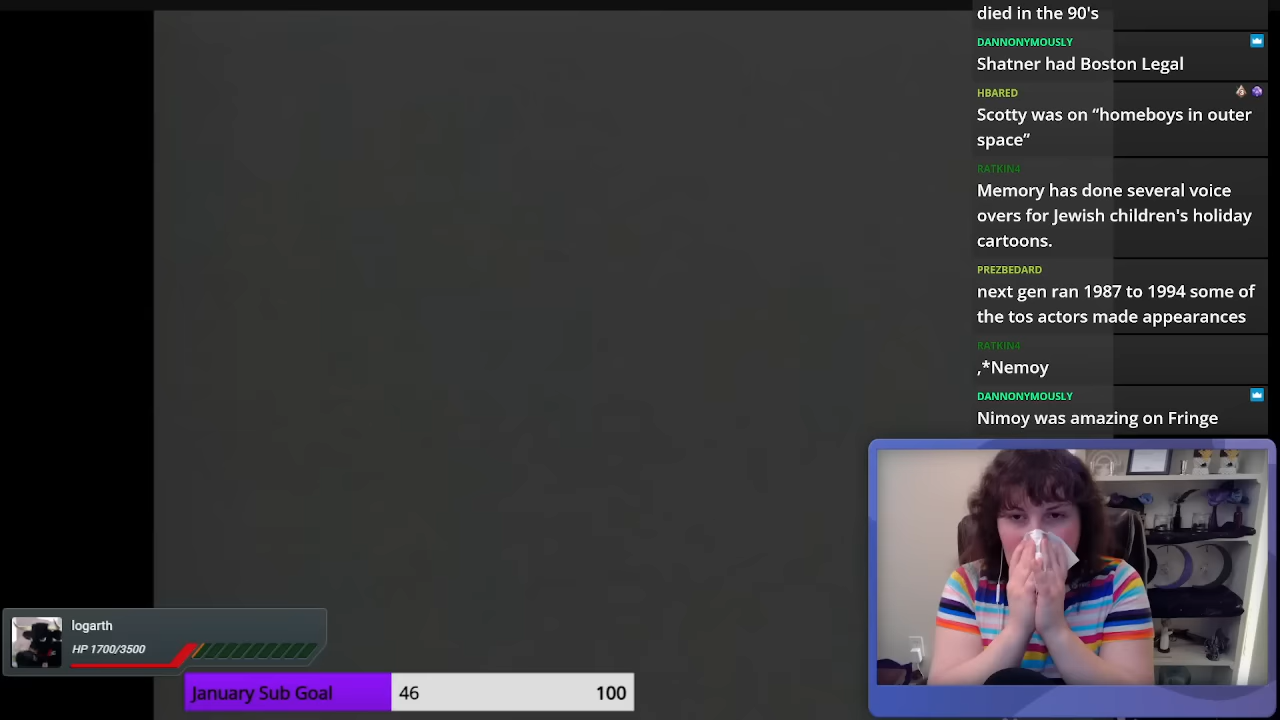 died in the 90's
DANNONYMOUSLY
Shatner had Boston Legal
HBARED
Scotty was on “homeboys in outer
space”
RATKIN4
Memory has done several voice
overs for Jewish children's holiday
cartoons.
PREZBEDARD
next gen ran 1987 to 1994 some of
the tos actors made appearances
RATKIN4
,*Nemoy
DANNONYMOUSLY
Nimoy was amazing on Fringe
logarth
HP 1700/3500
January Sub Goal 46 100